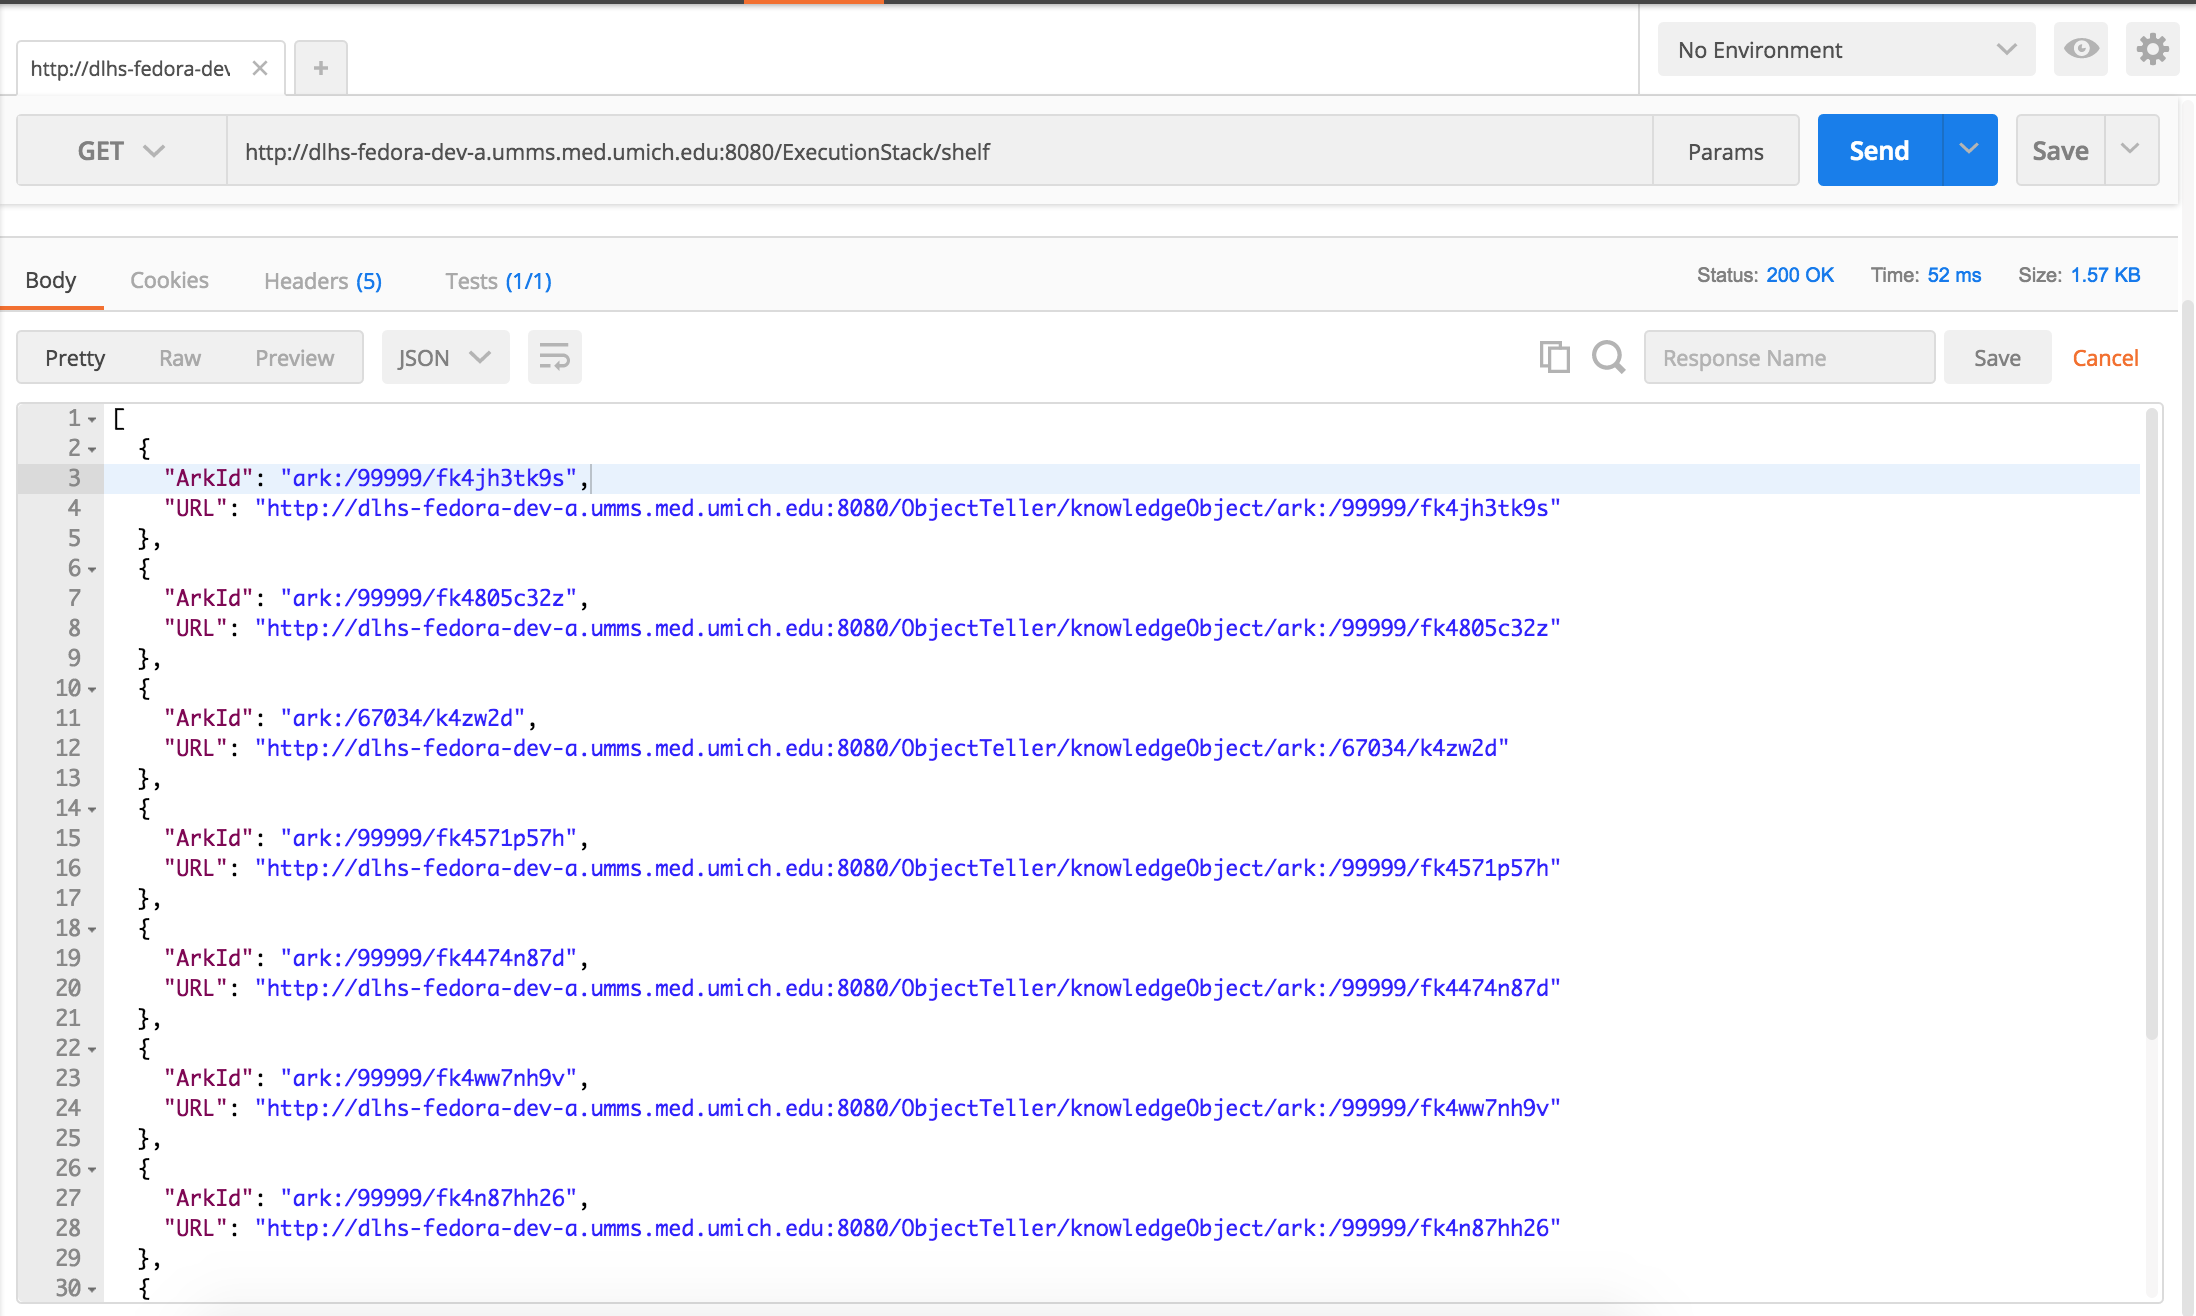 http://dlhs-fedora-dev
No Environment
GET http://dlhs-fedora-dev-a.umms.med.umich.edu:8080/ExecutionStack/shelf Params Send Save
Body Cookies Headers (5) Tests (1/1) Status: 200 OK Time: 52 ms Size: 1.57 KB
Pretty Raw Preview JSON Response Name Save Cancel
1 [
2 {
3 "ArkId": "ark:/99999/fk4jh3tk9s",
4 "URL": "http://dlhs-fedora-dev-a.umms.med.umich.edu:8080/ObjectTeller/knowledgeObject/ark:/99999/fk4jh3tk9s"
5 },
6 {
7 "ArkId": "ark:/99999/fk4805c32z",
8 "URL": "http://dlhs-fedora-dev-a.umms.med.umich.edu:8080/ObjectTeller/knowledgeObject/ark:/99999/fk4805c32z"
9 },
10 {
11 "ArkId": "ark:/67034/k4zw2d",
12 "URL": "http://dlhs-fedora-dev-a.umms.med.umich.edu:8080/ObjectTeller/knowledgeObject/ark:/67034/k4zw2d"
13 },
14 {
15 "ArkId": "ark:/99999/fk4571p57h",
16 "URL": "http://dlhs-fedora-dev-a.umms.med.umich.edu:8080/ObjectTeller/knowledgeObject/ark:/99999/fk4571p57h"
17 },
18 {
19 "ArkId": "ark:/99999/fk4474n87d",
20 "URL": "http://dlhs-fedora-dev-a.umms.med.umich.edu:8080/ObjectTeller/knowledgeObject/ark:/99999/fk4474n87d"
21 },
22 {
23 "ArkId": "ark:/99999/fk4ww7nh9v",
24 "URL": "http://dlhs-fedora-dev-a.umms.med.umich.edu:8080/ObjectTeller/knowledgeObject/ark:/99999/fk4ww7nh9v"
25 },
26 {
27 "ArkId": "ark:/99999/fk4n87hh26",
28 "URL": "http://dlhs-fedora-dev-a.umms.med.umich.edu:8080/ObjectTeller/knowledgeObject/ark:/99999/fk4n87hh26"
29 },
30 {